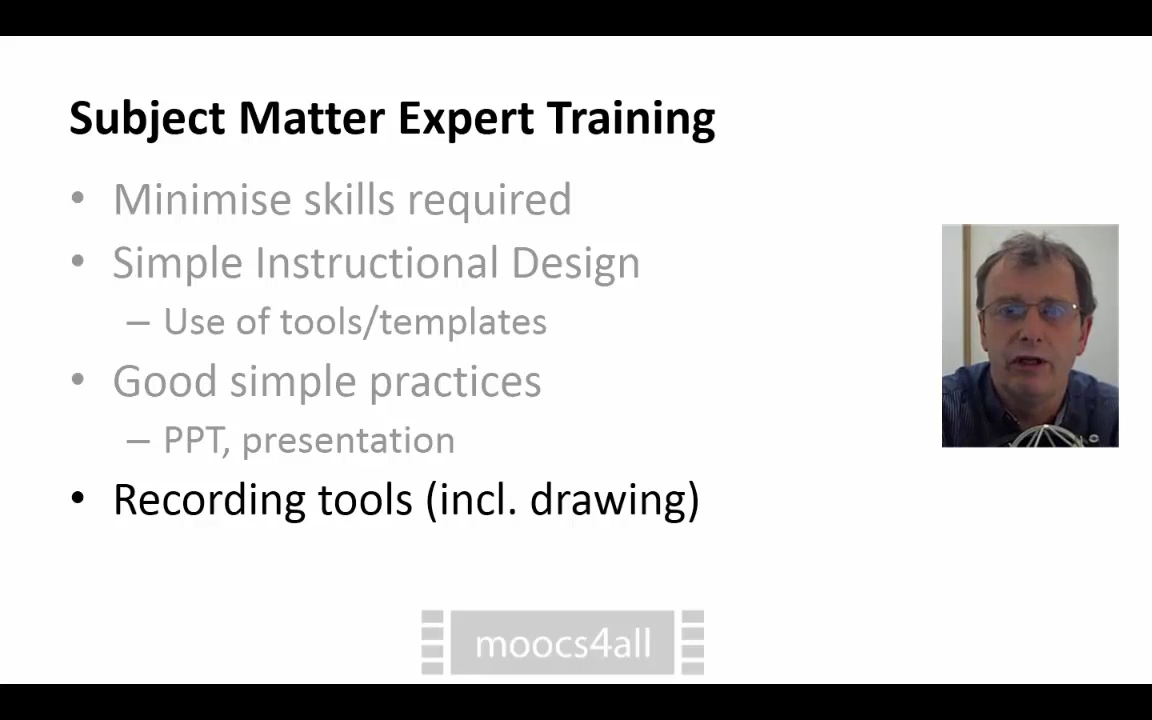 Subject Matter Expert Training
• Minimise skills required
• Simple Instructional Design
– Use of tools/templates
• Good simple practices
– PPT, presentation
• Recording tools (incl. drawing)
moocs4all